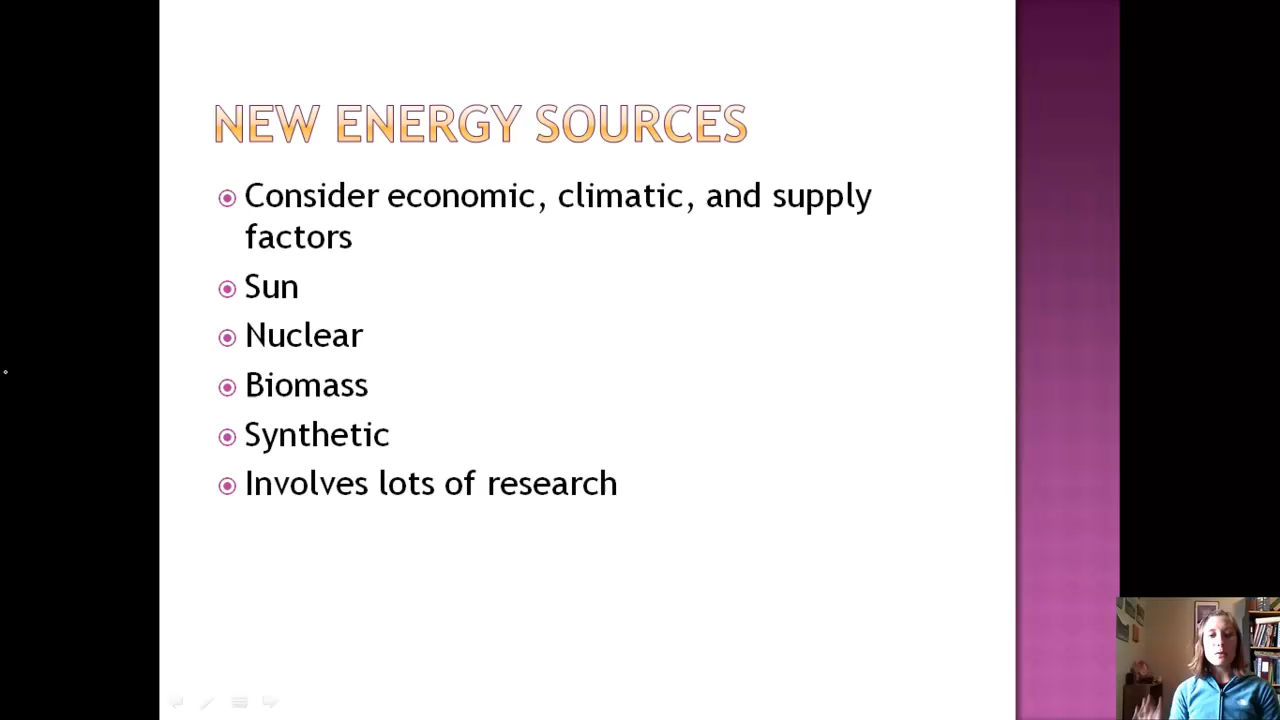 NEW ENERGY SOURCES
Consider economic, climatic, and supply
factors
Sun
Nuclear
Biomass
Synthetic
Involves lots of research